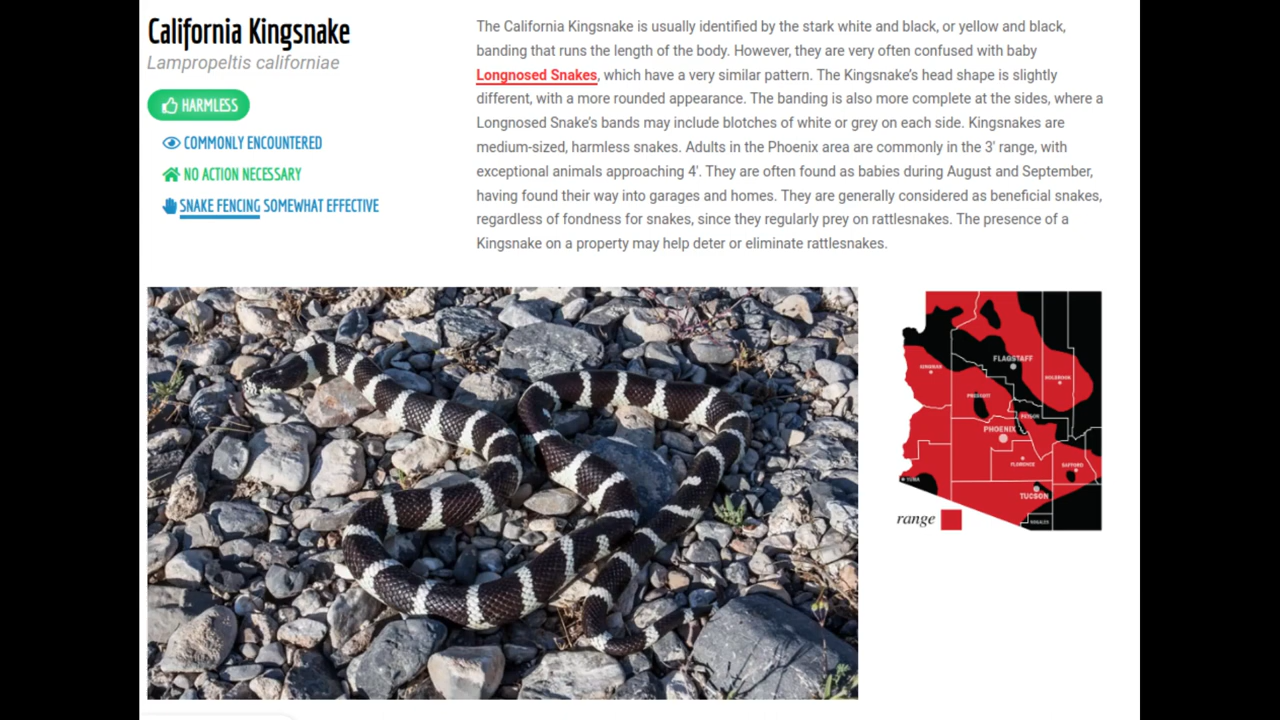 California Kingsnake
Lampropeltis californiae
HARMLESS
COMMONLY ENCOUNTERED
NO ACTION NECESSARY
SNAKE FENCING SOMEWHAT EFFECTIVE
The California Kingsnake is usually identified by the stark white and black, or yellow and black,
banding that runs the length of the body. However, they are very often confused with baby
Longnosed Snakes, which have a very similar pattern. The Kingsnake's head shape is slightly
different, with a more rounded appearance. The banding is also more complete at the sides, where a
Longnosed Snake's bands may include blotches of white or grey on each side. Kingsnakes are
medium-sized, harmless snakes. Adults in the Phoenix area are commonly in the 3' range, with
exceptional animals approaching 4'. They are often found as babies during August and September,
having found their way into garages and homes. They are generally considered as beneficial snakes,
regardless of fondness for snakes, since they regularly prey on rattlesnakes. The presence of a
Kingsnake on a property may help deter or eliminate rattlesnakes.
FLAGSTAFF
KINGMAN
HOLBROOK
PRESCOTT
PAYSON
PHOENIX
FLORENCE
SAFFORD
YUMA
TUCSON
NOGALES
range